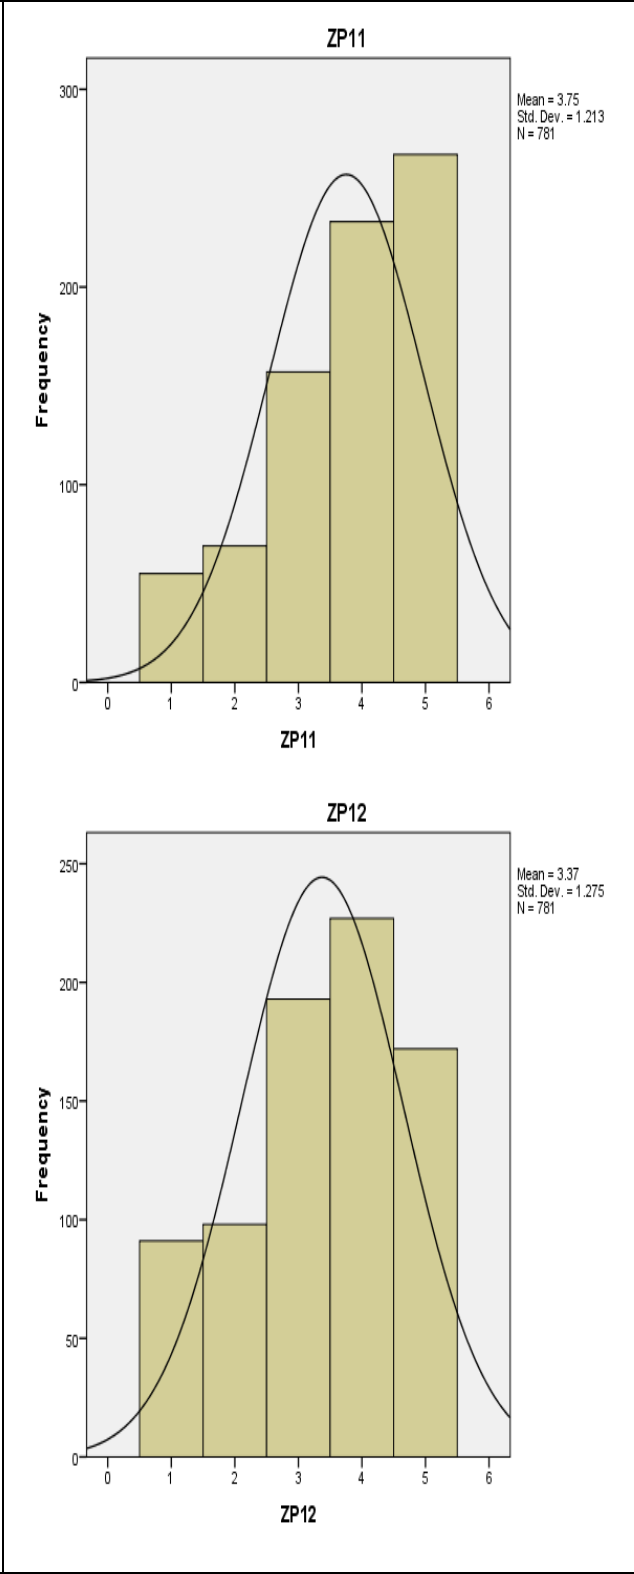 ZP11
Mean = 3.75
Std. Dev. = 1.213
N = 781
300
200
100
0
Frequency
0 1 2 3 4 5 6
ZP11
ZP12
Mean = 3.37
Std. Dev. = 1.275
N = 781
250
200
150
100
50
0
Frequency
0 1 2 3 4 5 6
ZP12